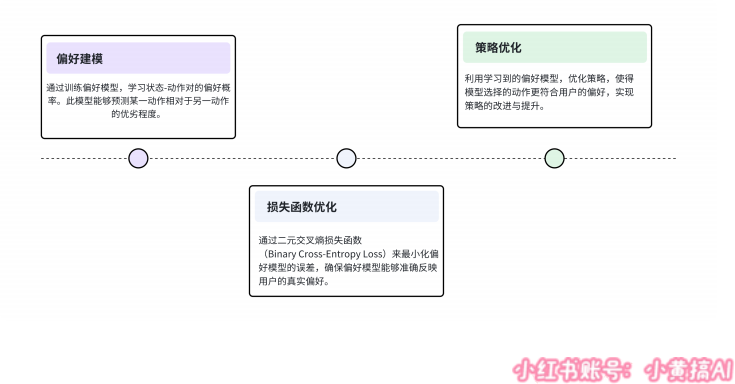 偏好建模
通过训练偏好模型，学习状态-动作对的偏好概
率。此模型能够预测某一动作相对于另一动作
的优劣程度。
损失函数优化
通过二元交叉熵损失函数
（Binary Cross-Entropy Loss）来最小化偏
好模型的误差，确保偏好模型能够准确反映
用户的真实偏好。
策略优化
利用学习到的偏好模型，优化策略，使得
模型选择的动作更符合用户的偏好，实现
策略的改进与提升。
小红书账号：小黄搞AI